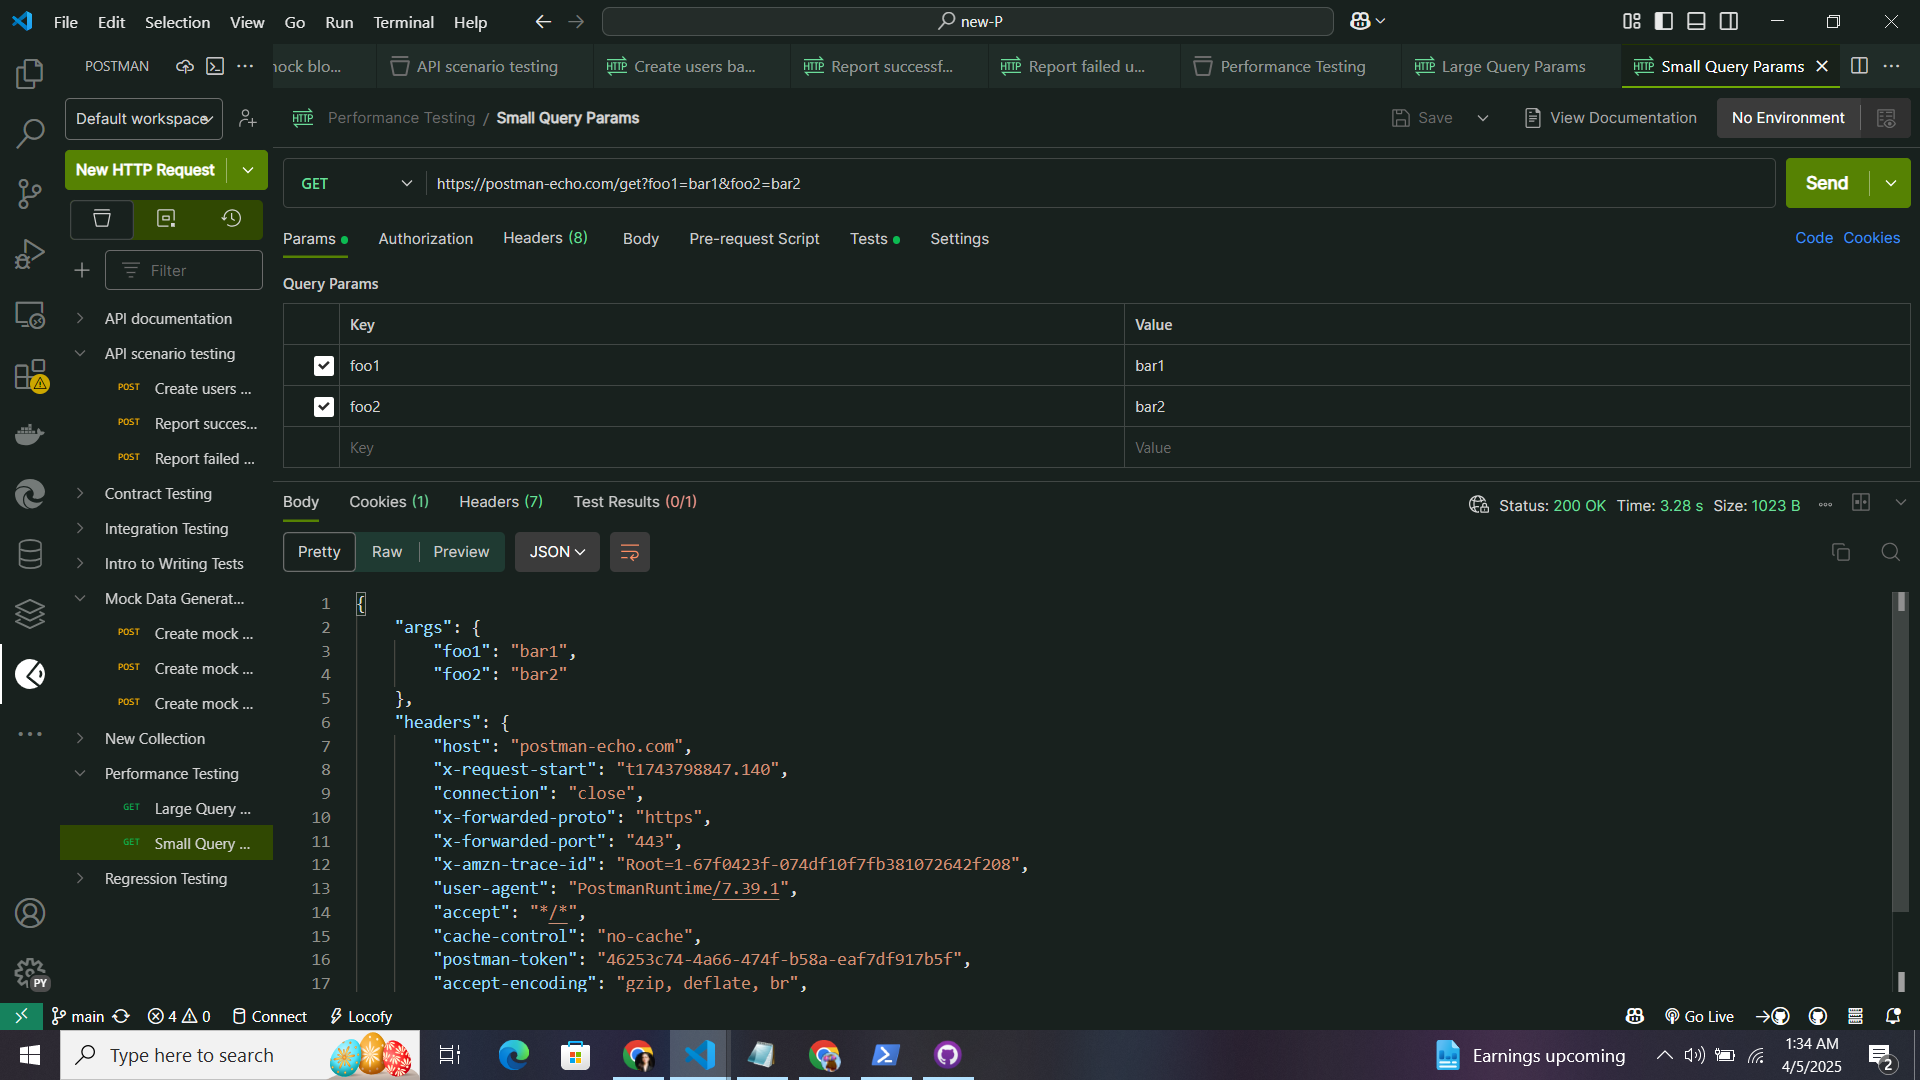 File Edit Selection View Go Run Terminal Help
new-P
POSTMAN
nock blo...
API scenario testing
Create users ba...
Report successf...
Report failed u...
Performance Testing
Large Query Params
Small Query Params
Default workspace
Performance Testing / Small Query Params
Save
View Documentation
No Environment
New HTTP Request
GET
https://postman-echo.com/get?foo1=bar1&foo2=bar2
Send
Params
Authorization
Headers (8)
Body
Pre-request Script
Tests
Settings
Code
Cookies
Filter
Query Params
Key Value
foo1 bar1
foo2 bar2
Key Value
API documentation
API scenario testing
POST Create users ...
POST Report succes...
POST Report failed ...
Contract Testing
Integration Testing
Intro to Writing Tests
Mock Data Generat...
POST Create mock ...
POST Create mock ...
POST Create mock ...
New Collection
Performance Testing
GET Large Query ...
GET Small Query ...
Regression Testing
Body
Cookies (1)
Headers (7)
Test Results (0/1)
Status: 200 OK Time: 3.28 s Size: 1023 B
Pretty
Raw
Preview
JSON
1 {
2 "args": {
3 "foo1": "bar1",
4 "foo2": "bar2"
5 },
6 "headers": {
7 "host": "postman-echo.com",
8 "x-request-start": "t1743798847.140",
9 "connection": "close",
10 "x-forwarded-proto": "https",
11 "x-forwarded-port": "443",
12 "x-amzn-trace-id": "Root=1-67f0423f-074df10f7fb381072642f208",
13 "user-agent": "PostmanRuntime/7.39.1",
14 "accept": "*/*",
15 "cache-control": "no-cache",
16 "postman-token": "46253c74-4a66-474f-b58a-eaf7df917b5f",
17 "accept-encoding": "gzip, deflate, br",
PY
main
4
0
Connect
Locofy
Go Live
Type here to search
Earnings upcoming
1:34 AM
4/5/2025
2